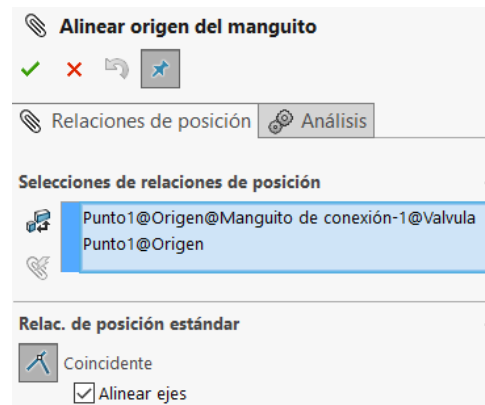 Alinear origen del manguito
Relaciones de posición
Análisis
Selecciones de relaciones de posición
Punto1@Origen@Manguito de conexión-1@Valvula
Punto1@Origen
Relac. de posición estándar
Coincidente
Alinear ejes